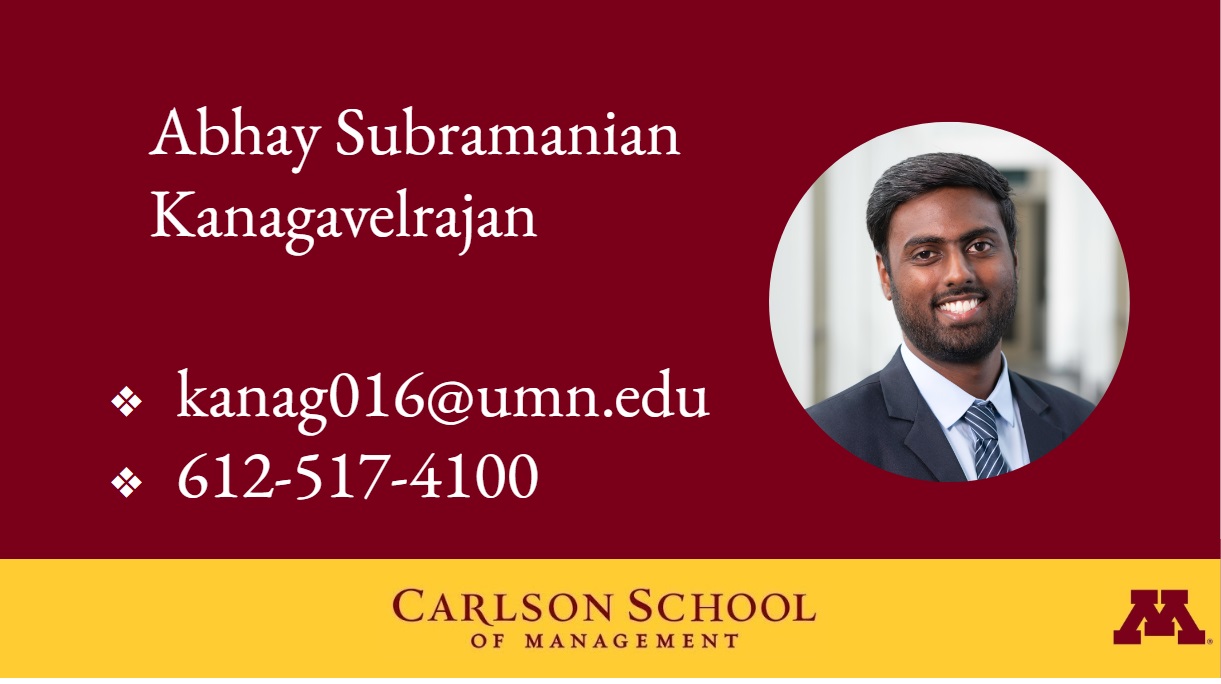 Abhay Subramanian
Kanagavelrajan
❖ kanag016@umn.edu
❖ 612-517-4100
CARLSON SCHOOL
OF MANAGEMENT
M